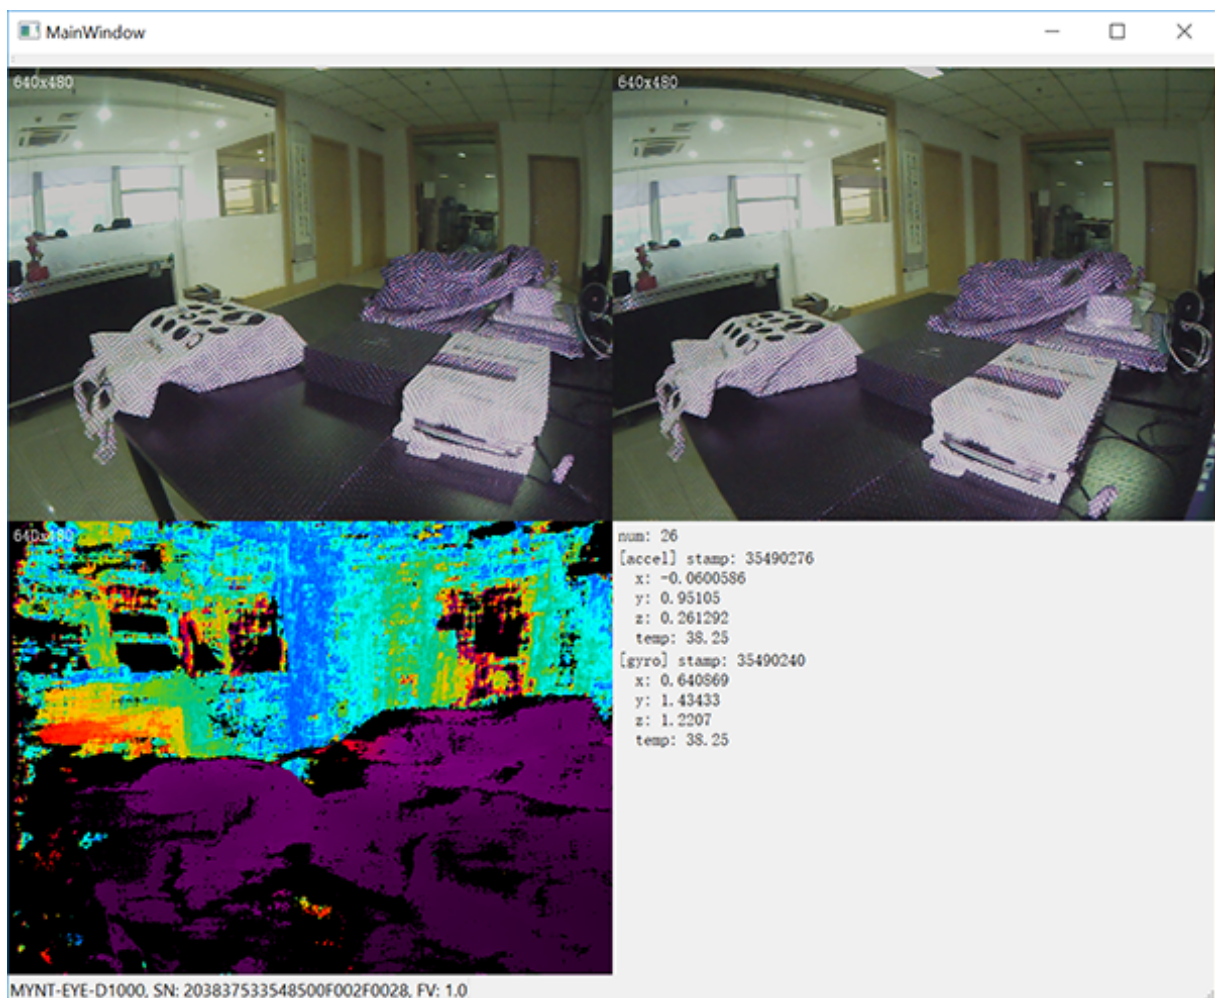 MainWindow
640x480
640x480
640x480
num: 26
[accel] stamp: 35490276
x: -0.0600586
y: 0.95105
z: 0.261292
temp: 38.25
[gyro] stamp: 35490240
x: 0.640869
y: 1.43433
z: 1.2207
temp: 38.25
MYNT-EYE-D1000, SN: 203837533548500F002F0028, FV: 1.0